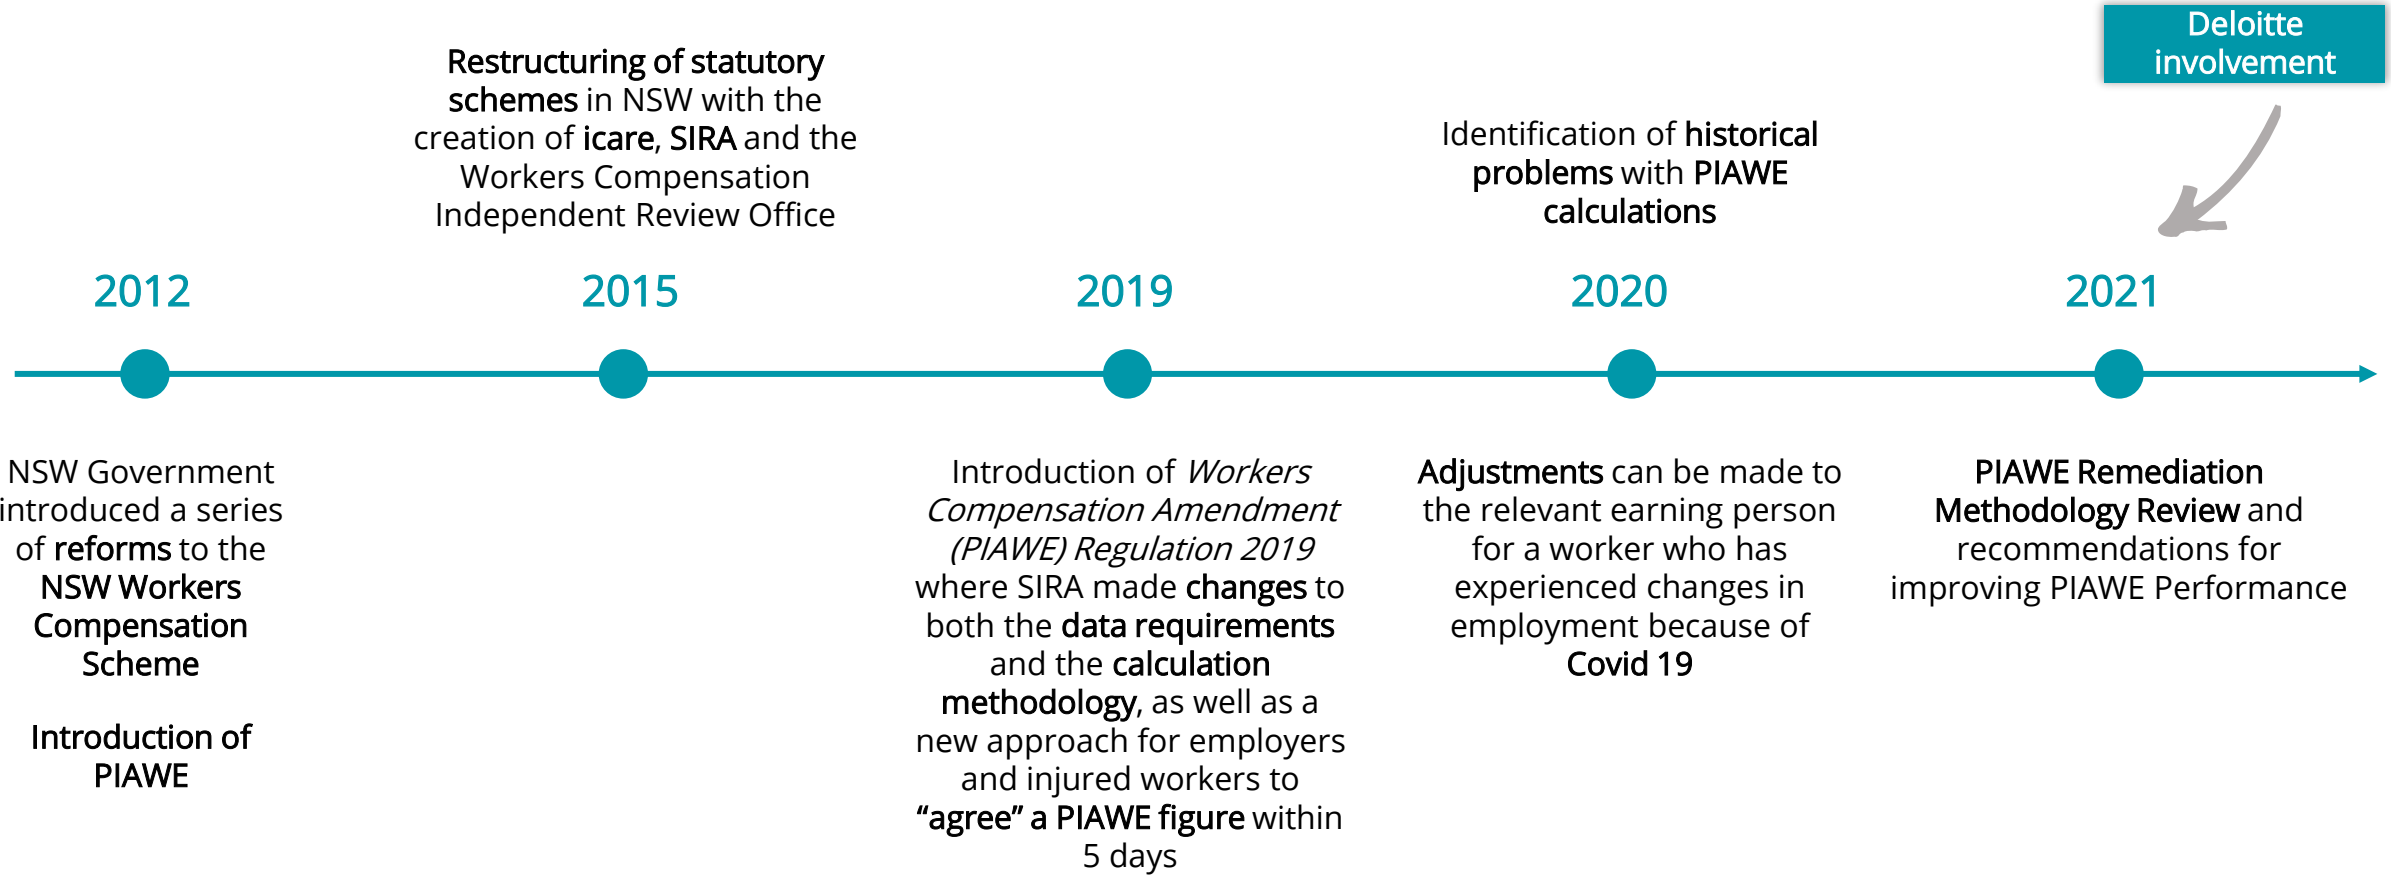 Deloitte
involvement
Restructuring of statutory
schemes in NSW with the
creation of icare, SIRA and the
Workers Compensation
Independent Review Office
Identification of historical
problems with PIAWE
calculations
2012
2015
2019
2020
2021
NSW Government
introduced a series
of reforms to the
NSW Workers
Compensation
Scheme
Introduction of
PIAWE
Introduction of Workers
Compensation Amendment
(PIAWE) Regulation 2019
where SIRA made changes to
both the data requirements
and the calculation
methodology, as well as a
new approach for employers
and injured workers to
“agree” a PIAWE figure within
5 days
Adjustments can be made to
the relevant earning person
for a worker who has
experienced changes in
employment because of
Covid 19
PIAWE Remediation
Methodology Review and
recommendations for
improving PIAWE Performance